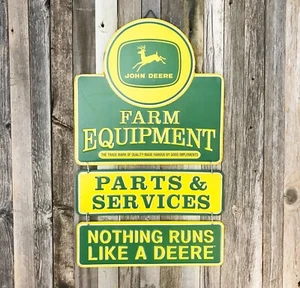 JOHN DEERE
FARM
EQUIPMENT
THE TRADE MARK OF QUALITY MADE FAMOUS BY GOOD IMPLEMENTS
PARTS &
SERVICES
NOTHING RUNS
LIKE A DEERE